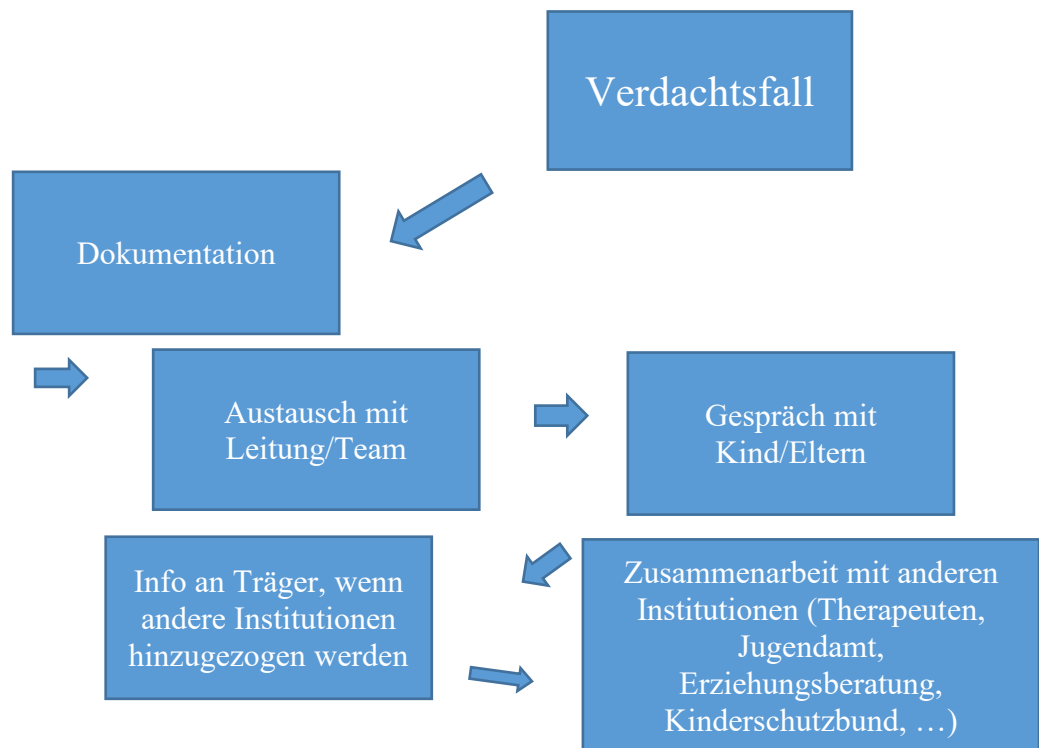 Verdachtsfall
Dokumentation
Austausch mit
Leitung/Team
Gespräch mit
Kind/Eltern
Info an Träger, wenn
andere Institutionen
hinzugezogen werden
Zusammenarbeit mit anderen
Institutionen (Therapeuten,
Jugendamt,
Erziehungsberatung,
Kinderschutzbund, …)